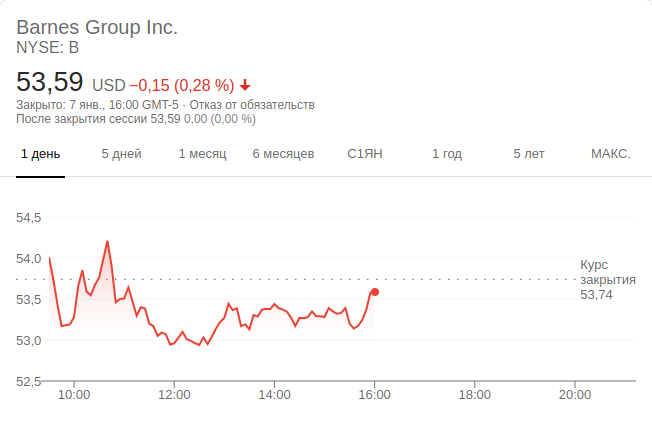 Barnes Group Inc.
NYSE: B
53,59 USD −0,15 (0,28 %)
Закрыто: 7 янв., 16:00 GMT-5 · Отказ от обязательств
После закрытия сессии 53,59 0,00 (0,00 %)
1 день 5 дней 1 месяц 6 месяцев С1ЯН 1 год 5 лет МАКС.
54,5
54,0
53,5
53,0
52,5
Курс
закрытия
53,74
10:00 12:00 14:00 16:00 18:00 20:00